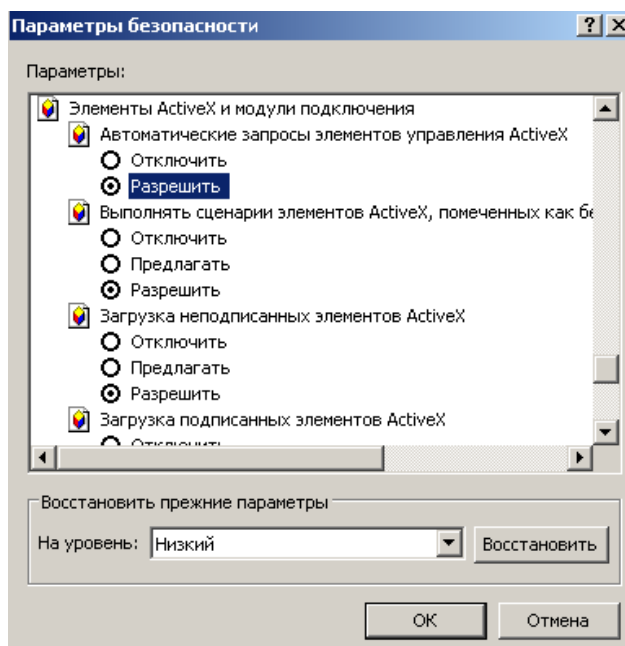 Параметры безопасности
Параметры:
Элементы ActiveX и модули подключения
Автоматические запросы элементов управления ActiveX
Отключить
Разрешить
Выполнять сценарии элементов ActiveX, помеченных как
Отключить
Предлагать
Разрешить
Загрузка неподписанных элементов ActiveX
Отключить
Предлагать
Разрешить
Загрузка подписанных элементов ActiveX
Отключить
Восстановить прежние параметры
На уровень: Низкий Восстановить
ОК Отмена